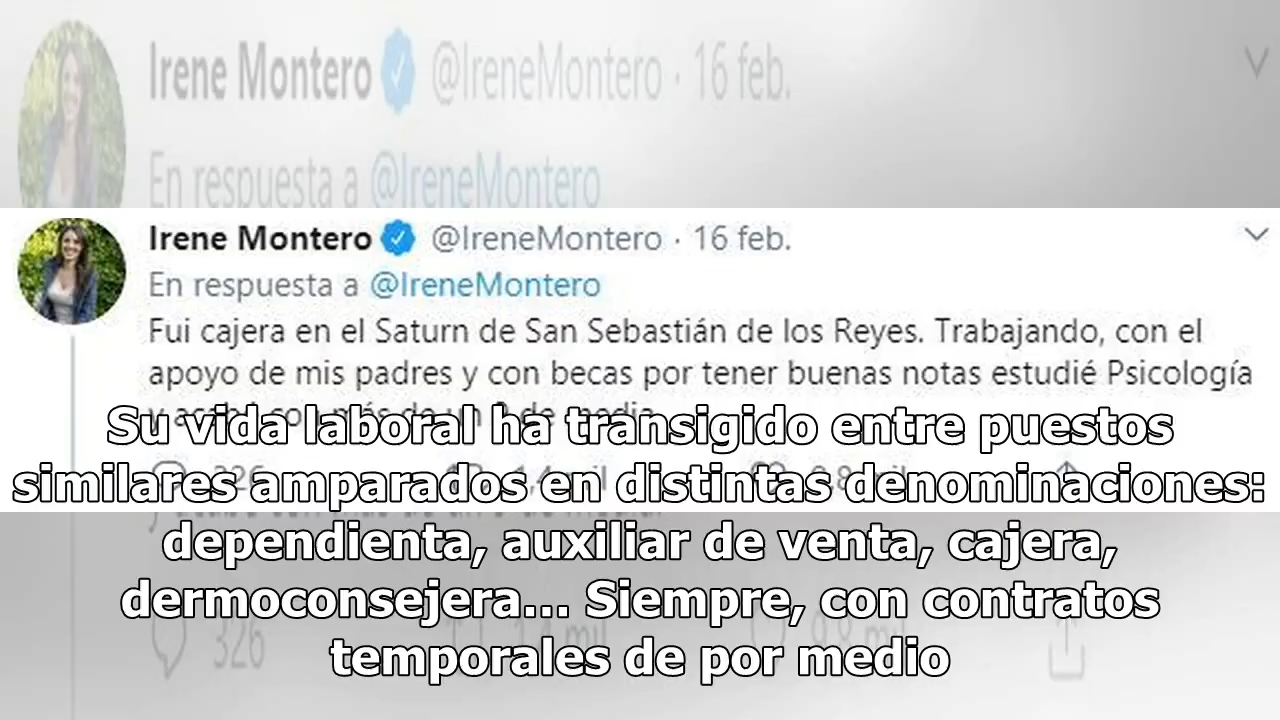 Irene Montero @IreneMontero · 16 feb.
En respuesta a @IreneMontero
Irene Montero @IreneMontero · 16 feb.
En respuesta a @IreneMontero
Fui cajera en el Saturn de San Sebastián de los Reyes. Trabajando, con el
apoyo de mis padres y con becas por tener buenas notas estudié Psicología
Su vida laboral ha transigido entre puestos
similares amparados en distintas denominaciones:
dependienta, auxiliar de venta, cajera,
dermoconsejera... Siempre, con contratos
temporales de por medio
326